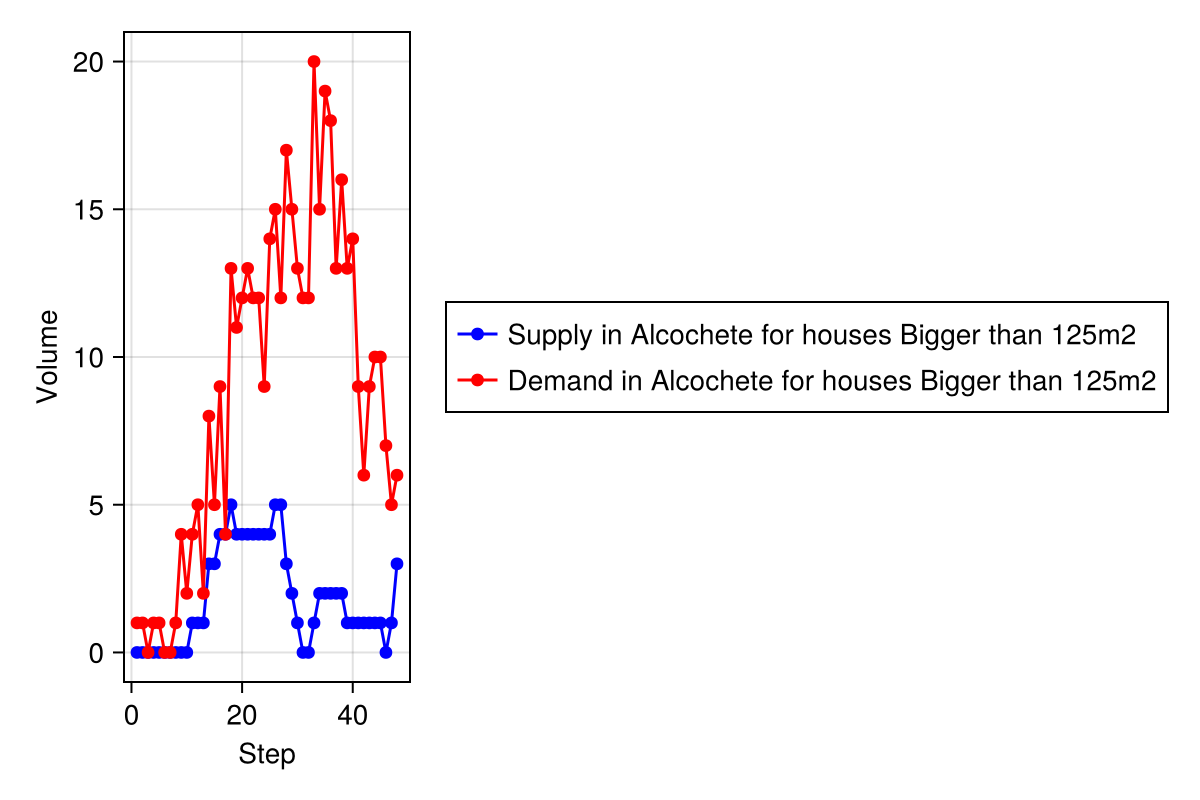 20
15
10
5
0
Volume
0 20 40
Step
Supply in Alcochete for houses Bigger than 125m2
Demand in Alcochete for houses Bigger than 125m2